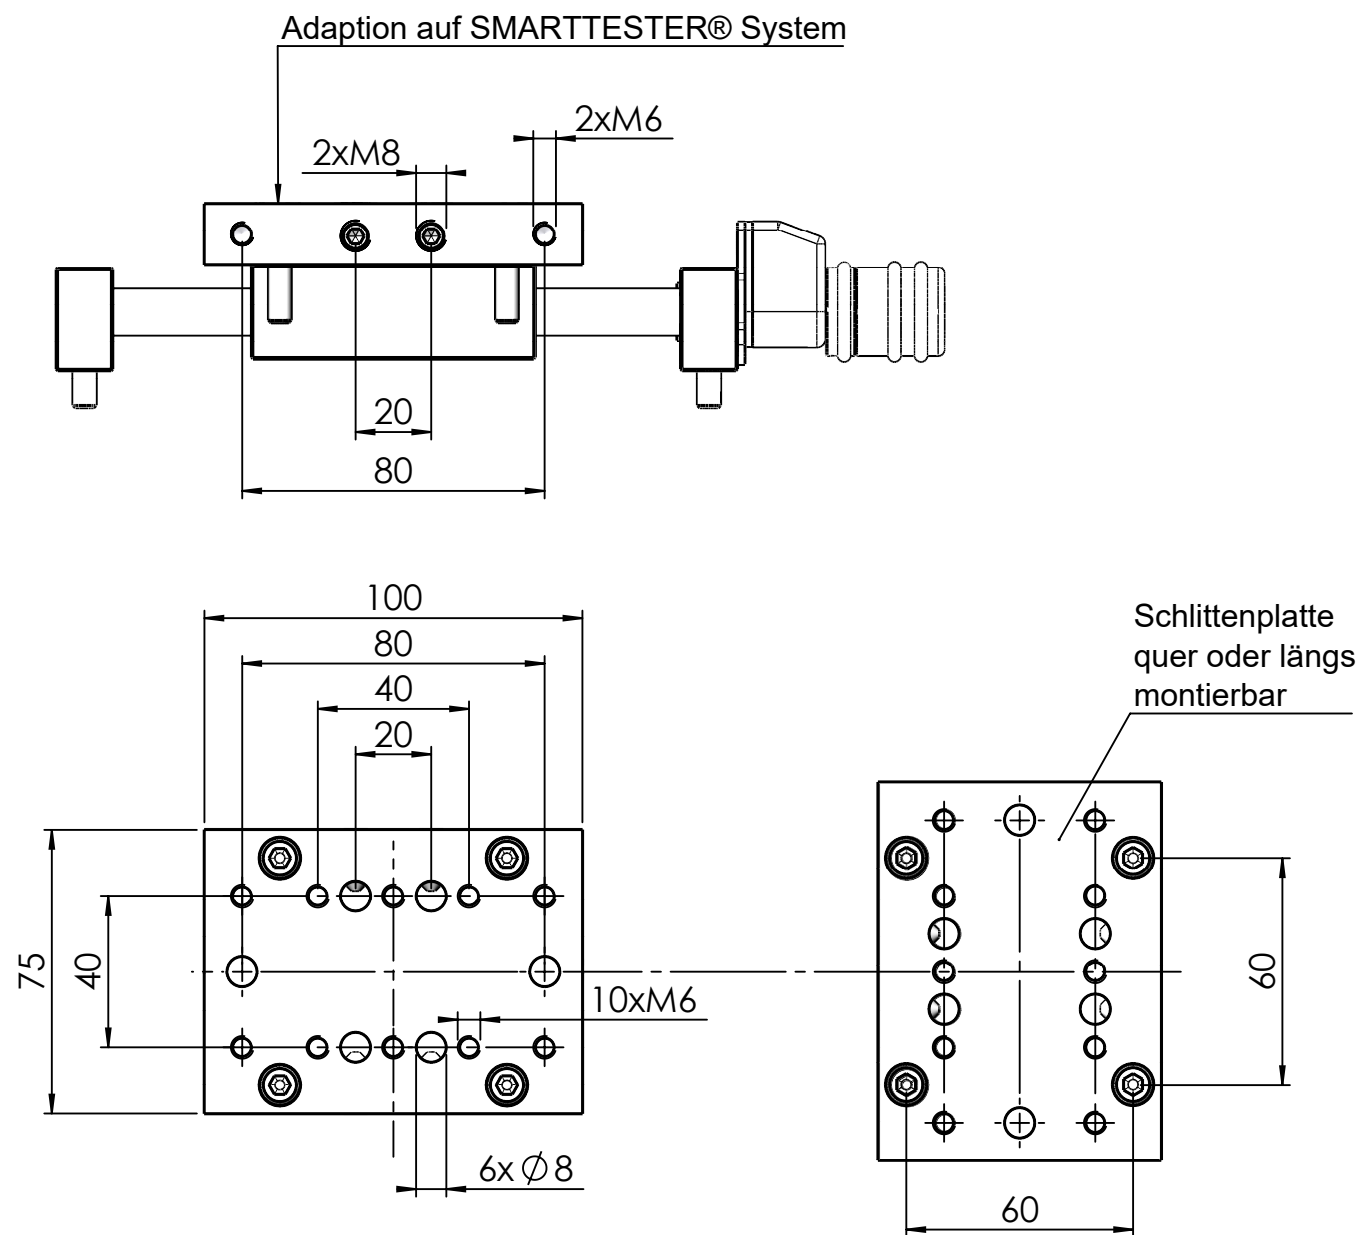 Adaption auf SMARTTESTER® System
2xM6
2xM8
20
80
100
80
40
20
75
40
10xM6
6x∅8
Schlittenplatte
quer oder längs
montierbar
60
60